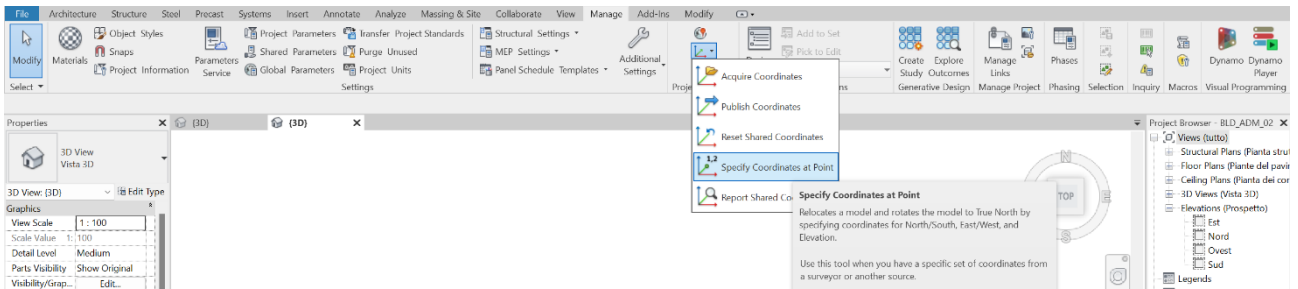 File Architecture Structure Steel Precast Systems Insert Annotate Analyze Massing & Site Collaborate View Manage Add-Ins Modify
Modify
Materials
Object Styles
Snaps
Project Information
Parameters Service
Project Parameters
Shared Parameters
Global Parameters
Transfer Project Standards
Purge Unused
Project Units
Structural Settings
MEP Settings
Panel Schedule Templates
Additional Settings
Add to Set
Pick to Edit
Create Study
Explore Outcomes
Manage Links
Phases
Dynamo
Dynamo Player
Select
Settings
Generative Design
Manage Project
Phasing
Selection
Inquiry
Macros
Visual Programming
Acquire Coordinates
Publish Coordinates
Reset Shared Coordinates
1,2
Specify Coordinates at Point
Report Shared Co
Specify Coordinates at Point
Relocates a model and rotates the model to True North by
specifying coordinates for North/South, East/West, and
Elevation.
Use this tool when you have a specific set of coordinates from
a surveyor or another source.
Properties
{3D}
{3D}
3D View
Vista 3D
3D View: {3D}
Edit Type
Graphics
View Scale 1 : 100
Scale Value 1: 100
Detail Level Medium
Parts Visibility Show Original
Visibility/Grap... Edit...
N
TOP
E
S
Project Browser - BLD_ADM_02
Views (tutto)
Structural Plans (Pianta strut
Floor Plans (Piante del pavir
Ceiling Plans (Pianta dei cor
3D Views (Vista 3D)
Elevations (Prospetto)
Est
Nord
Ovest
Sud
Legends